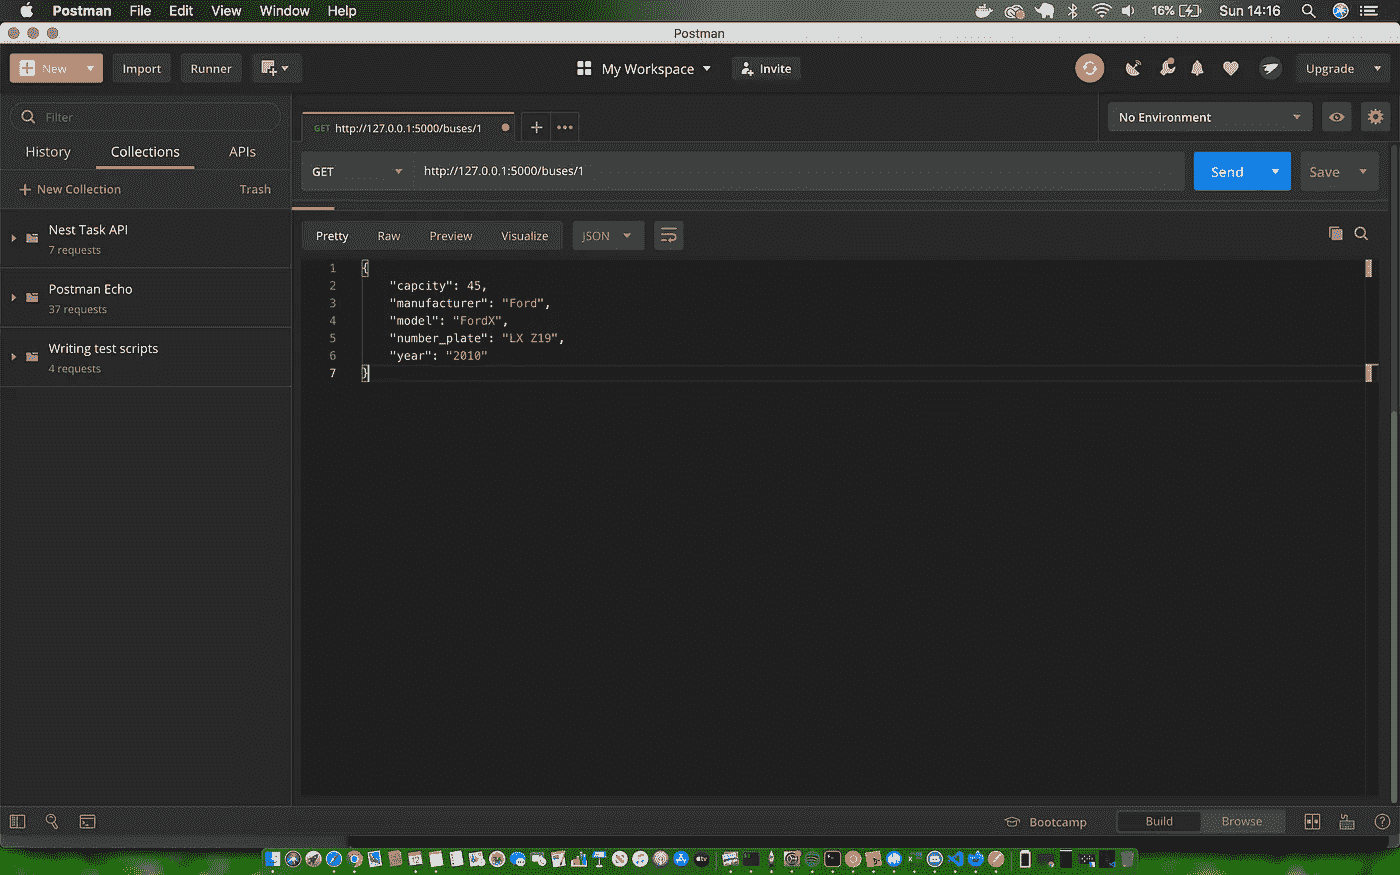 Postman File Edit View Window Help 16% Sun 14:16
Postman
New Import Runner My Workspace Invite Upgrade
Filter
GET http://127.0.0.1:5000/buses/1 No Environment
History Collections APIs
GET http://127.0.0.1:5000/buses/1 Send Save
New Collection Trash
Nest Task API
7 requests
Postman Echo
37 requests
Writing test scripts
4 requests
Pretty Raw Preview Visualize JSON
1 {
2 "capcity": 45,
3 "manufacturer": "Ford",
4 "model": "FordX",
5 "number_plate": "LX Z19",
6 "year": "2010"
7 }
Bootcamp Build Browse